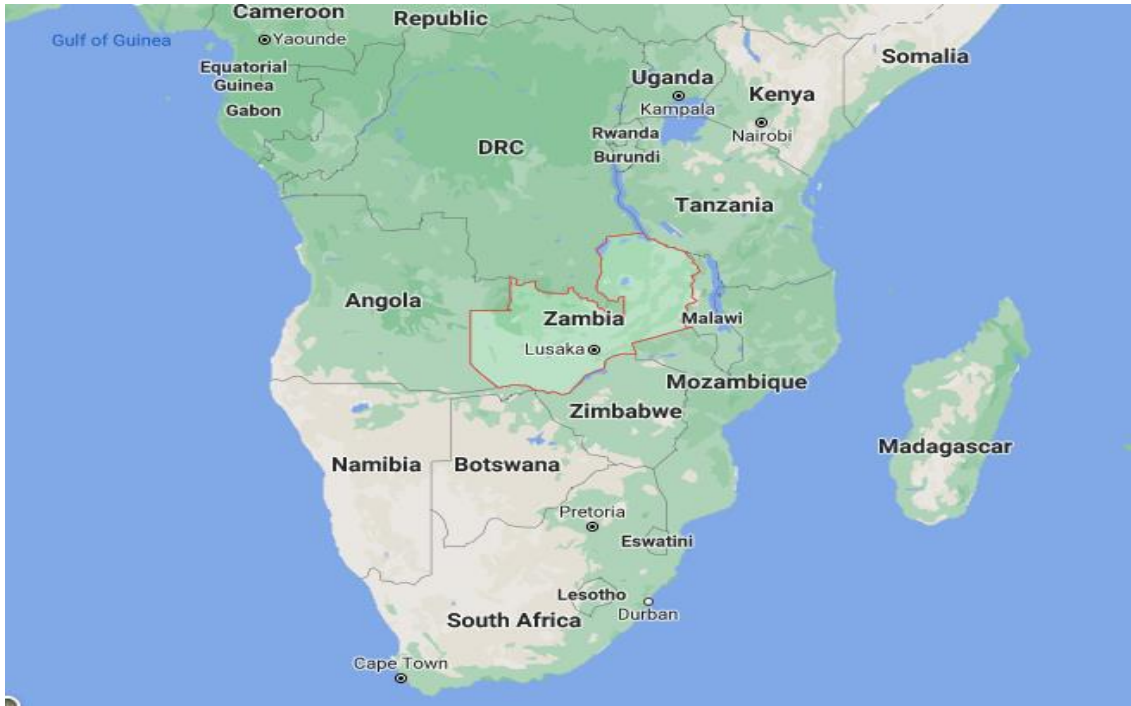 Cameroon
Republic
Gulf of Guinea
Yaounde
Somalia
Equatorial
Guinea
Uganda
Kenya
Gabon
Kampala
Nairobi
Rwanda
DRC
Burundi
Tanzania
Angola
Zambia
Malawi
Lusaka
Mozambique
Zimbabwe
Madagascar
Namibia
Botswana
Pretoria
Eswatini
Lesotho
Durban
South Africa
Cape Town